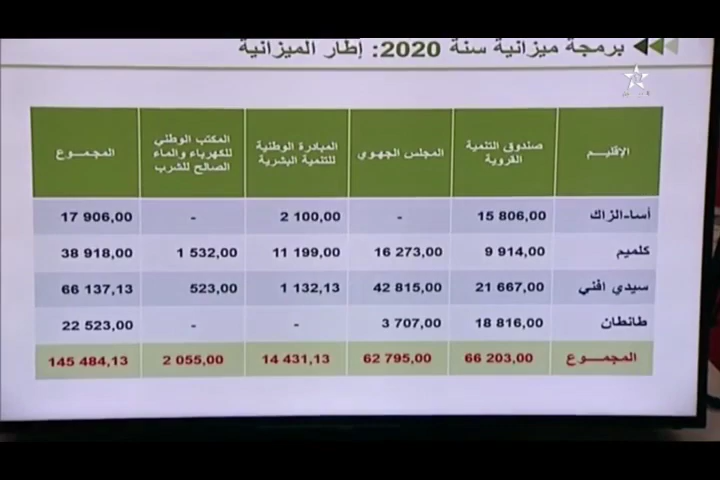 برمجة ميزانية سنة 2020: إطار الميزانية
الإقليــم | صندوق التنمية القروية | المجلس الجهوي | المبادرة الوطنية للتنمية البشرية | المكتب الوطني للكهرباء والماء الصالح للشرب | المجمــــوع
أسا-الزاك | 15 806,00 | - | 2 100,00 | - | 17 906,00
كلميم | 9 914,00 | 16 273,00 | 11 199,00 | 1 532,00 | 38 918,00
سيدي افني | 21 667,00 | 42 815,00 | 1 132,13 | 523,00 | 66 137,13
طانطان | 18 816,00 | 3 707,00 | - | - | 22 523,00
المجمــــوع | 66 203,00 | 62 795,00 | 14 431,13 | 2 055,00 | 145 484,13